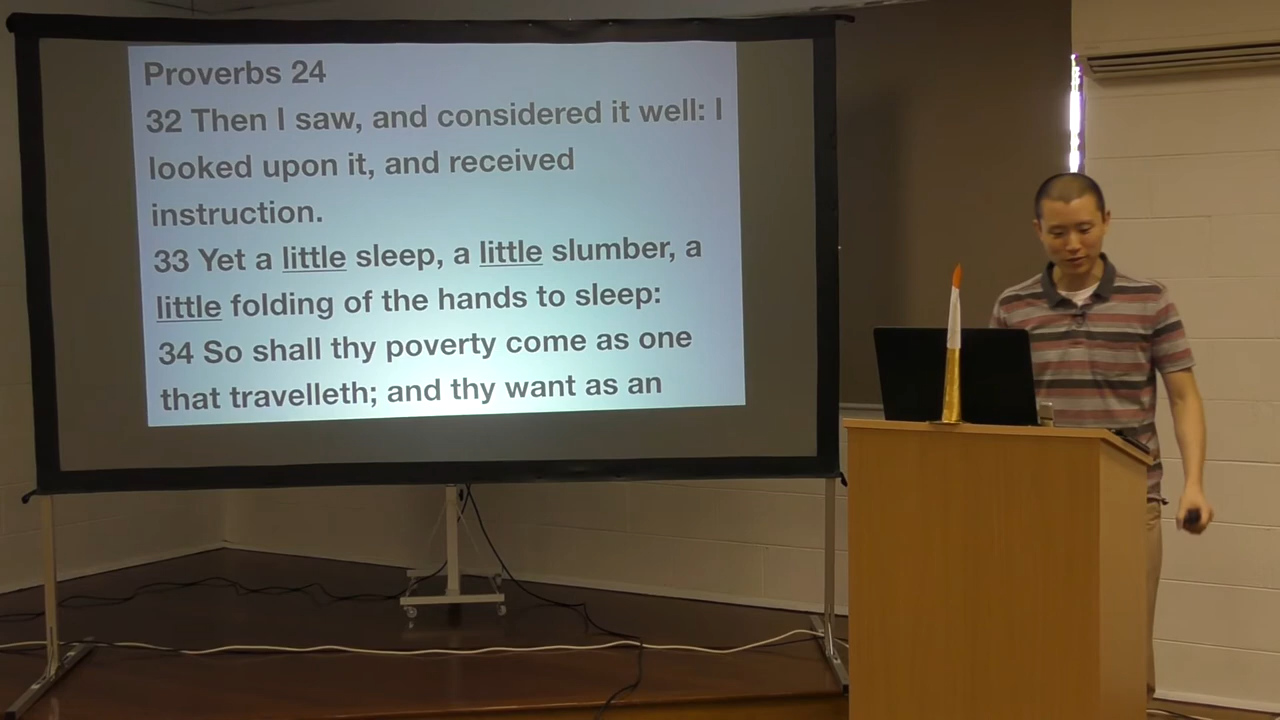 Proverbs 24
32 Then I saw, and considered it well: I
looked upon it, and received
instruction.
33 Yet a little sleep, a little slumber, a
little folding of the hands to sleep:
34 So shall thy poverty come as one
that travelleth; and thy want as an